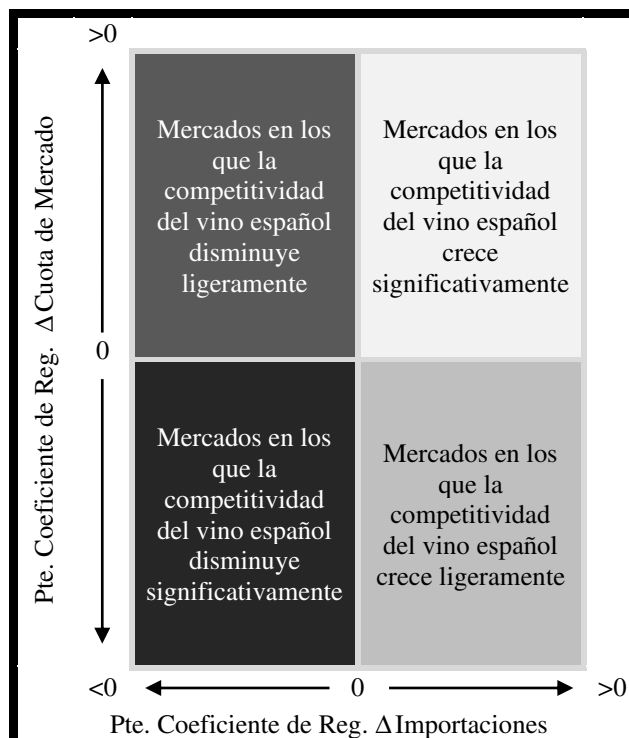 >0
Pte. Coeficiente de Reg. Δ Cuota de Mercado
Mercados en los
que la
competitividad
del vino español
disminuye
ligeramente
Mercados en los
que la
competitividad
del vino español
crece
significativamente
0
Mercados en los
que la
competitividad
del vino español
disminuye
significativamente
Mercados en los
que la
competitividad
del vino español
crece ligeramente
<0
0
>0
Pte. Coeficiente de Reg. Δ Importaciones